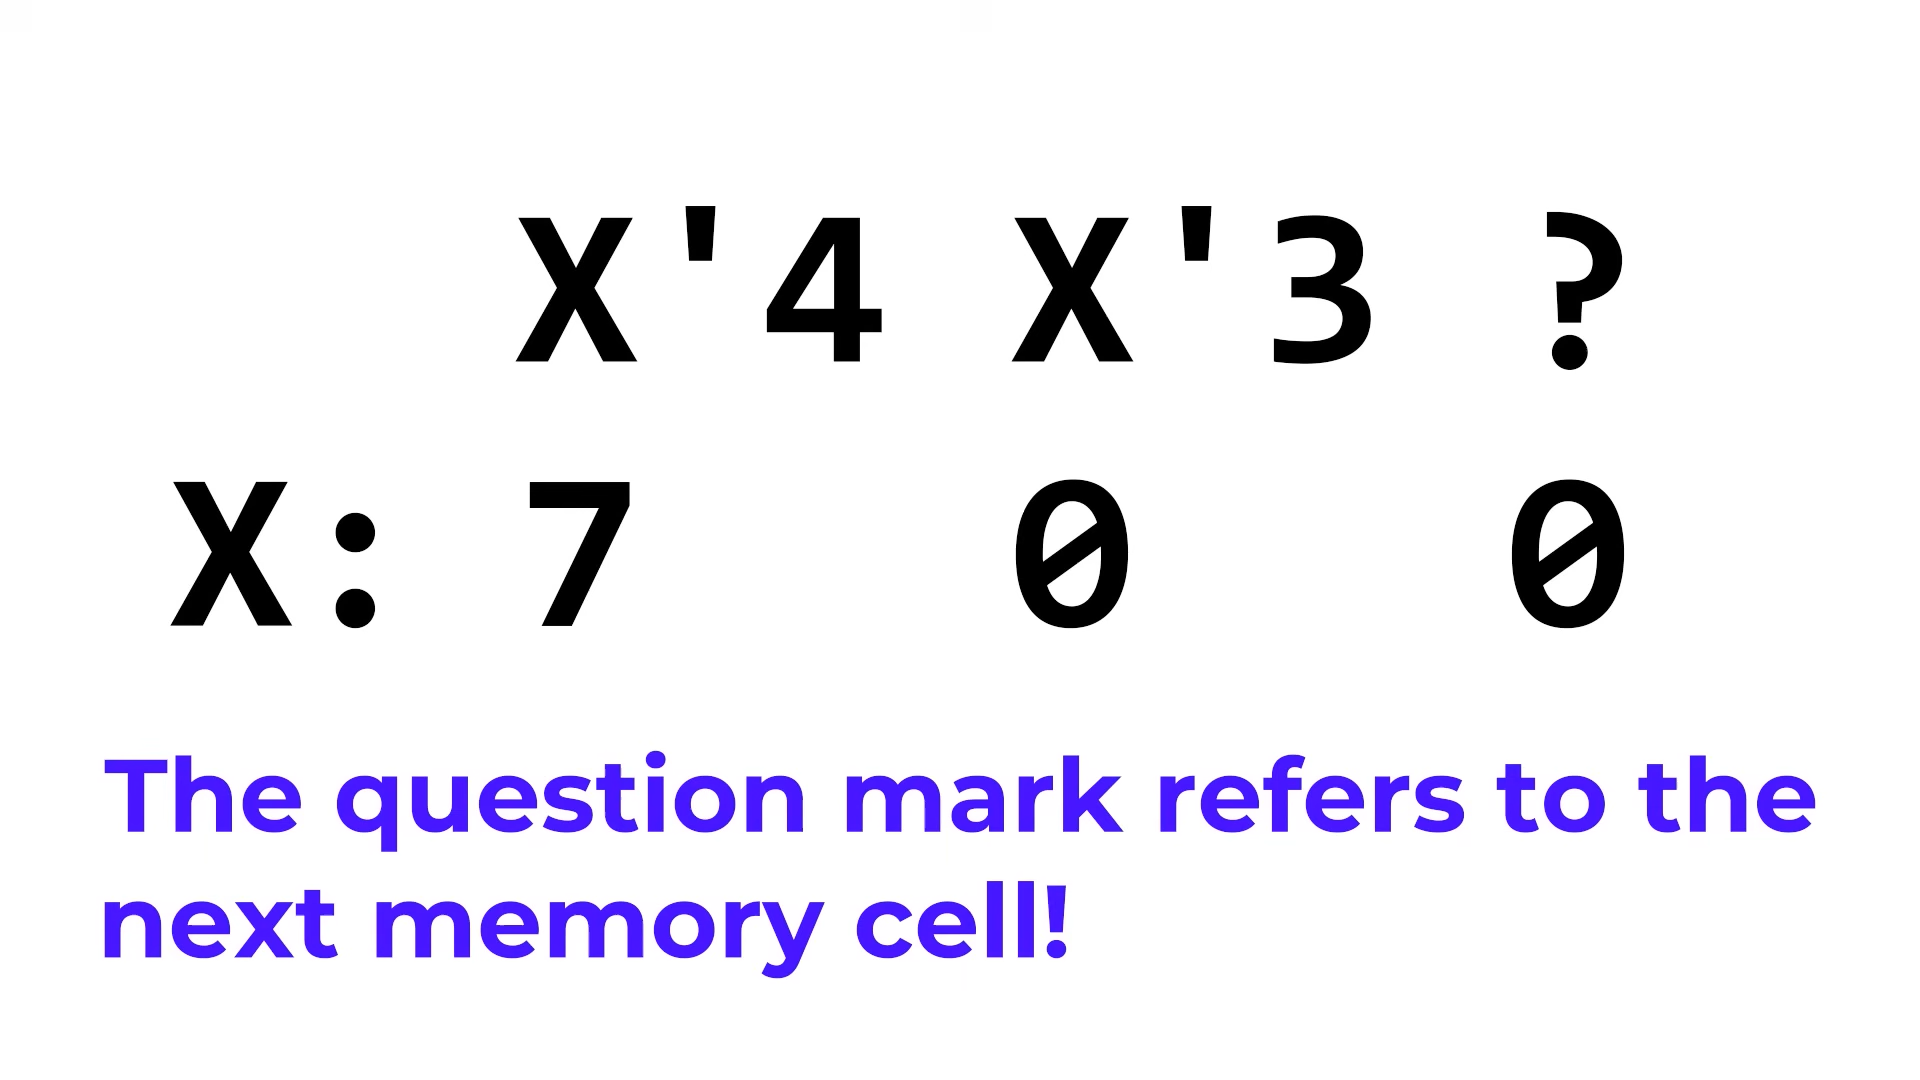 X'4 X'3 ?
X: 7 0 0
The question mark refers to the
next memory cell!